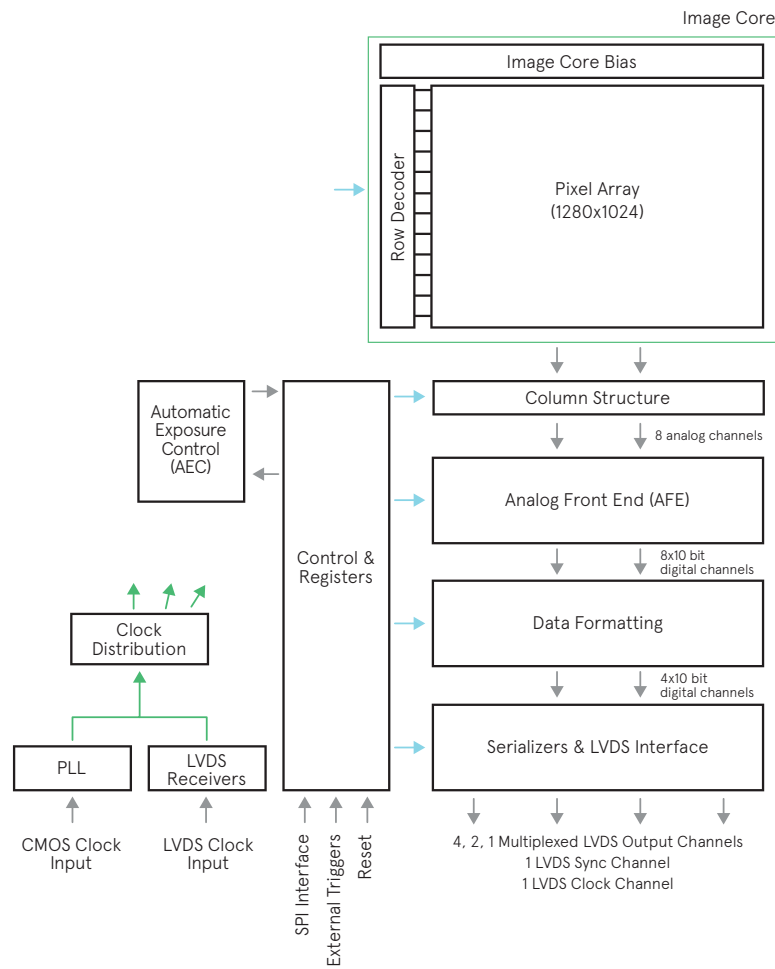 Image Core
Image Core Bias
Row Decoder
Pixel Array
(1280x1024)
Column Structure
8 analog channels
Automatic
Exposure
Control
(AEC)
Analog Front End (AFE)
Control &
Registers
8x10 bit
digital channels
Data Formatting
Clock
Distribution
4x10 bit
digital channels
Serializers & LVDS Interface
PLL
LVDS
Receivers
CMOS Clock
Input
LVDS Clock
Input
SPI Interface
External Triggers
Reset
4, 2, 1 Multiplexed LVDS Output Channels
1 LVDS Sync Channel
1 LVDS Clock Channel